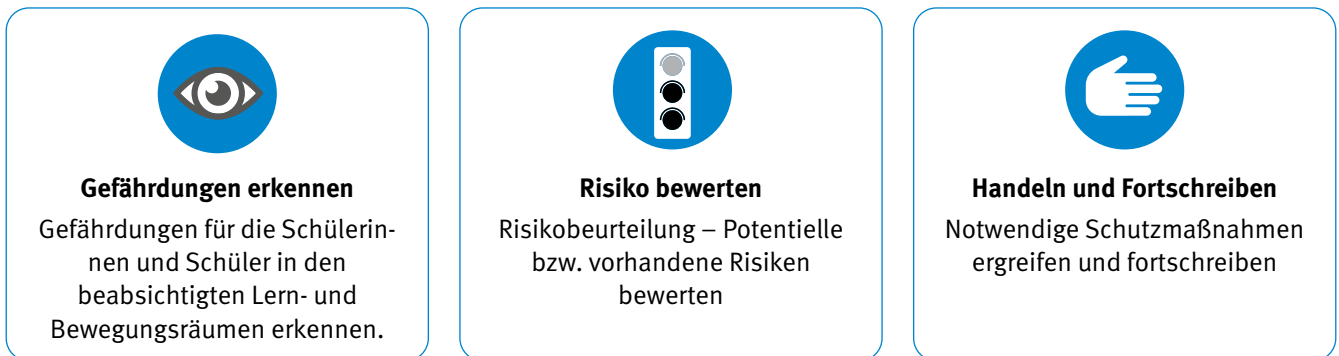 Gefährdungen erkennen
Gefährdungen für die Schülerin-
nen und Schüler in den
beabsichtigten Lern- und
Bewegungsräumen erkennen.
Risiko bewerten
Risikobeurteilung – Potentielle
bzw. vorhandene Risiken
bewerten
Handeln und Fortschreiben
Notwendige Schutzmaßnahmen
ergreifen und fortschreiben